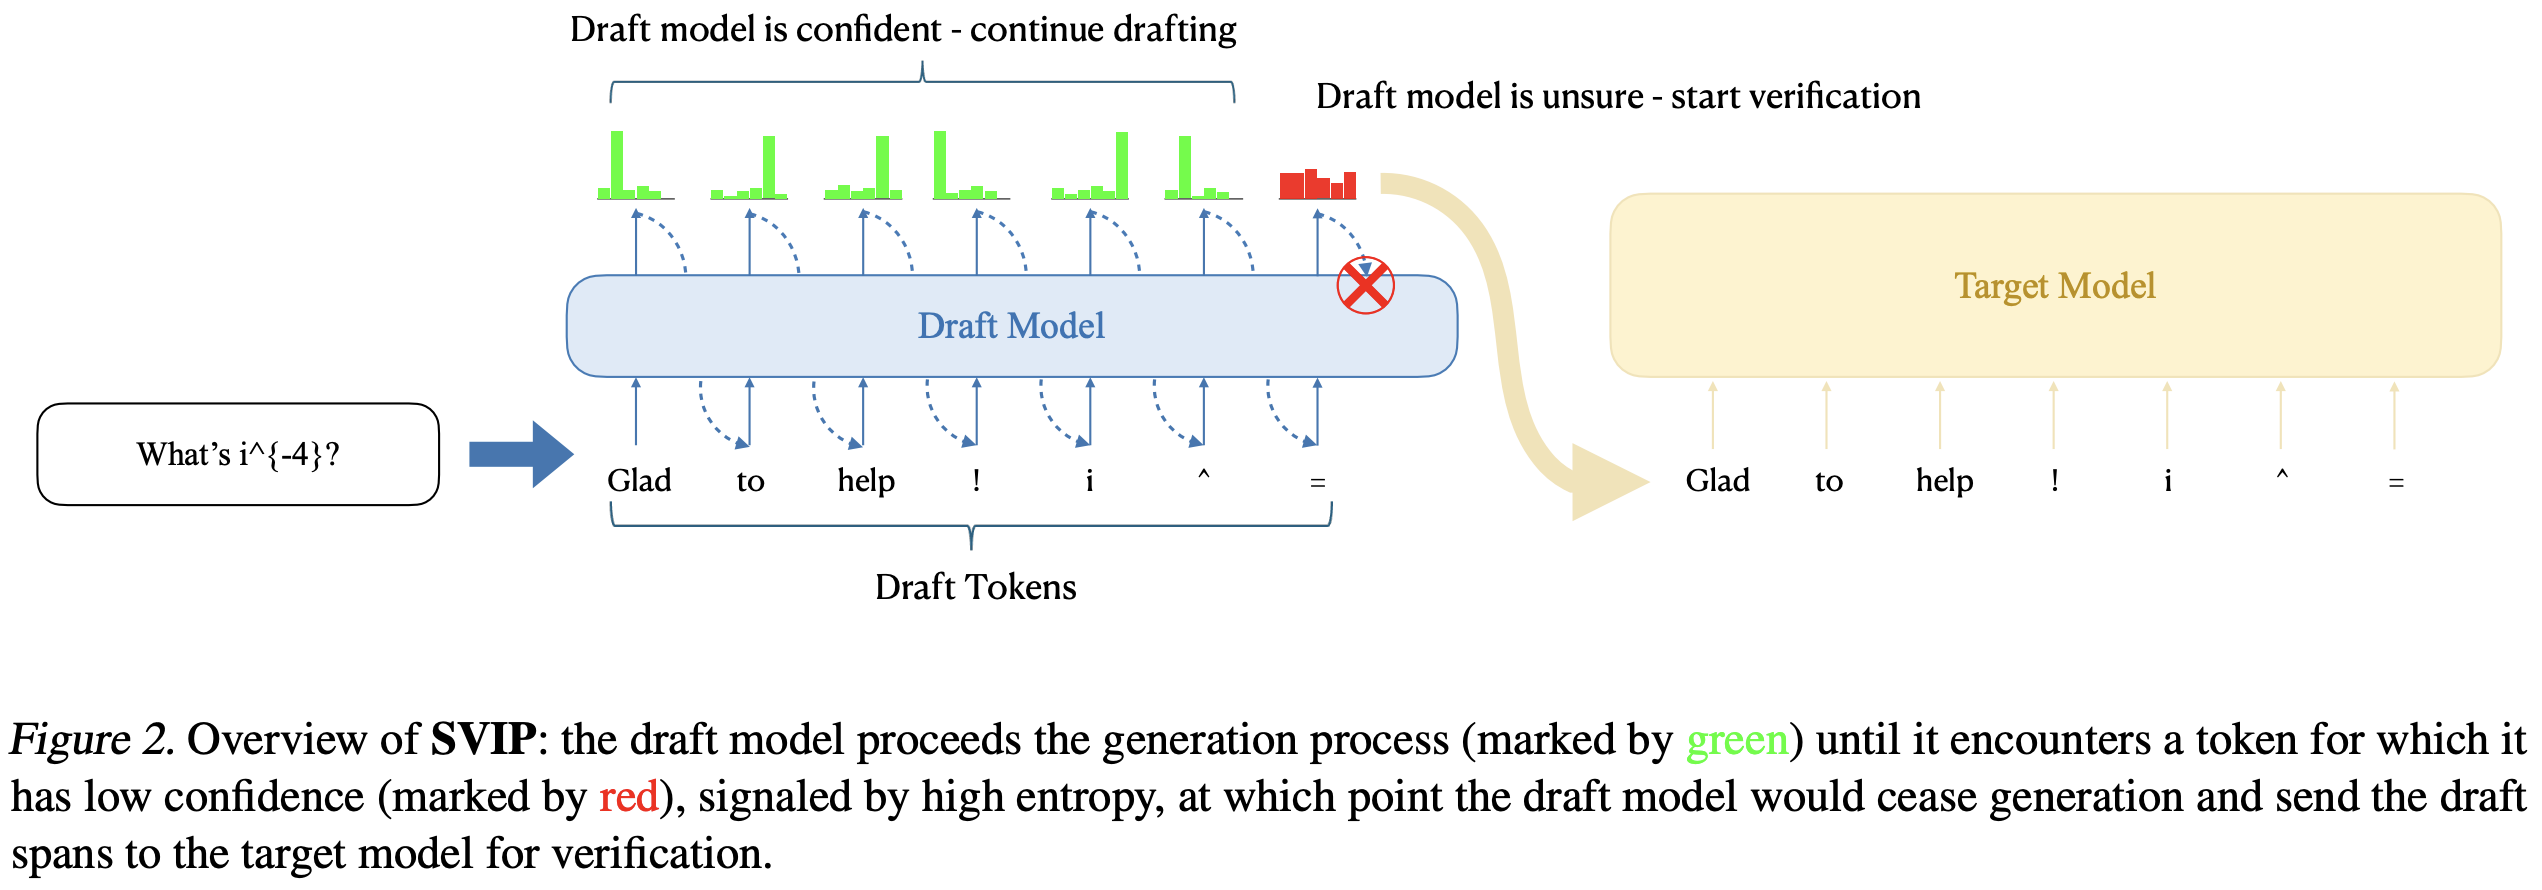 Draft model is confident - continue drafting
Draft model is unsure - start verification
Target Model
Draft Model
What's i^{-4}?
Glad to help ! i ^ =
Glad to help ! i ^ =
Draft Tokens
Figure 2. Overview of SVIP: the draft model proceeds the generation process (marked by green) until it encounters a token for which it
has low confidence (marked by red), signaled by high entropy, at which point the draft model would cease generation and send the draft
spans to the target model for verification.